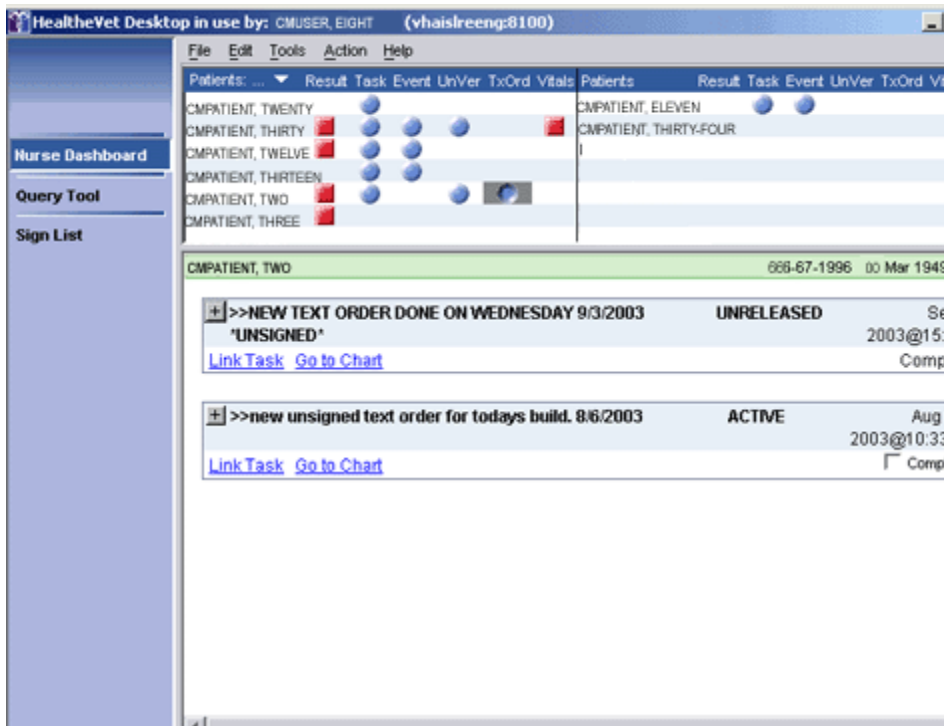 HealtheVet Desktop in use by: CMUSER, EIGHT (vhaislreeng:8100)
File Edit Tools Action Help
Patients: ... Result Task Event UnVer TxOrd Vitals Patients Result Task Event UnVer TxOrd
CMPATIENT, TWENTY CMPATIENT, ELEVEN
CMPATIENT, THIRTY CMPATIENT, THIRTY-FOUR
CMPATIENT, TWELVE
CMPATIENT, THIRTEEN
CMPATIENT, TWO
CMPATIENT, THREE
Nurse Dashboard
Query Tool
Sign List
CMPATIENT, TWO 666-67-1996 00 Mar 1949
>>NEW TEXT ORDER DONE ON WEDNESDAY 9/3/2003 UNRELEASED Se
*UNSIGNED* 2003@15:
Link Task Go to Chart Comp
>>new unsigned text order for todays build. 8/6/2003 ACTIVE Aug
2003@10:33
Link Task Go to Chart Comp